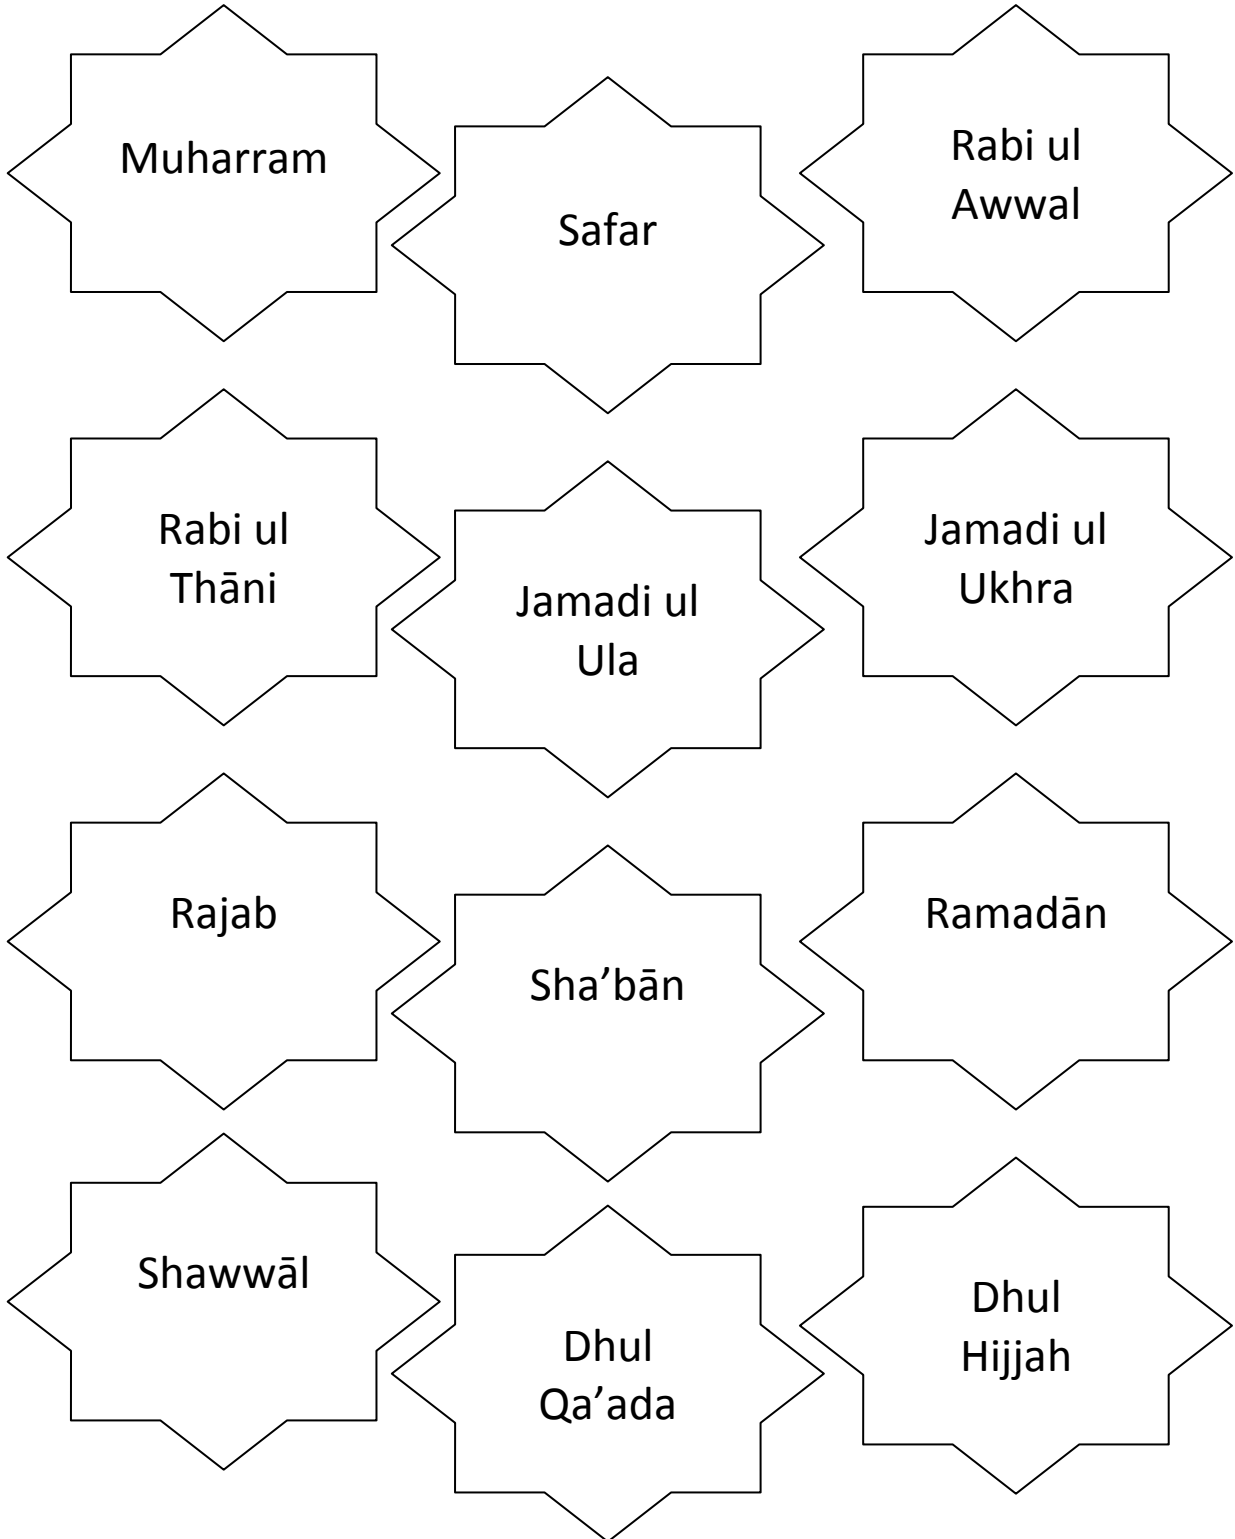 Muharram
Safar
Rabi ul
Awwal
Rabi ul
Thāni
Jamadi ul
Ula
Jamadi ul
Ukhra
Rajab
Sha’bān
Ramadān
Shawwāl
Dhul
Qa’ada
Dhul
Hijjah